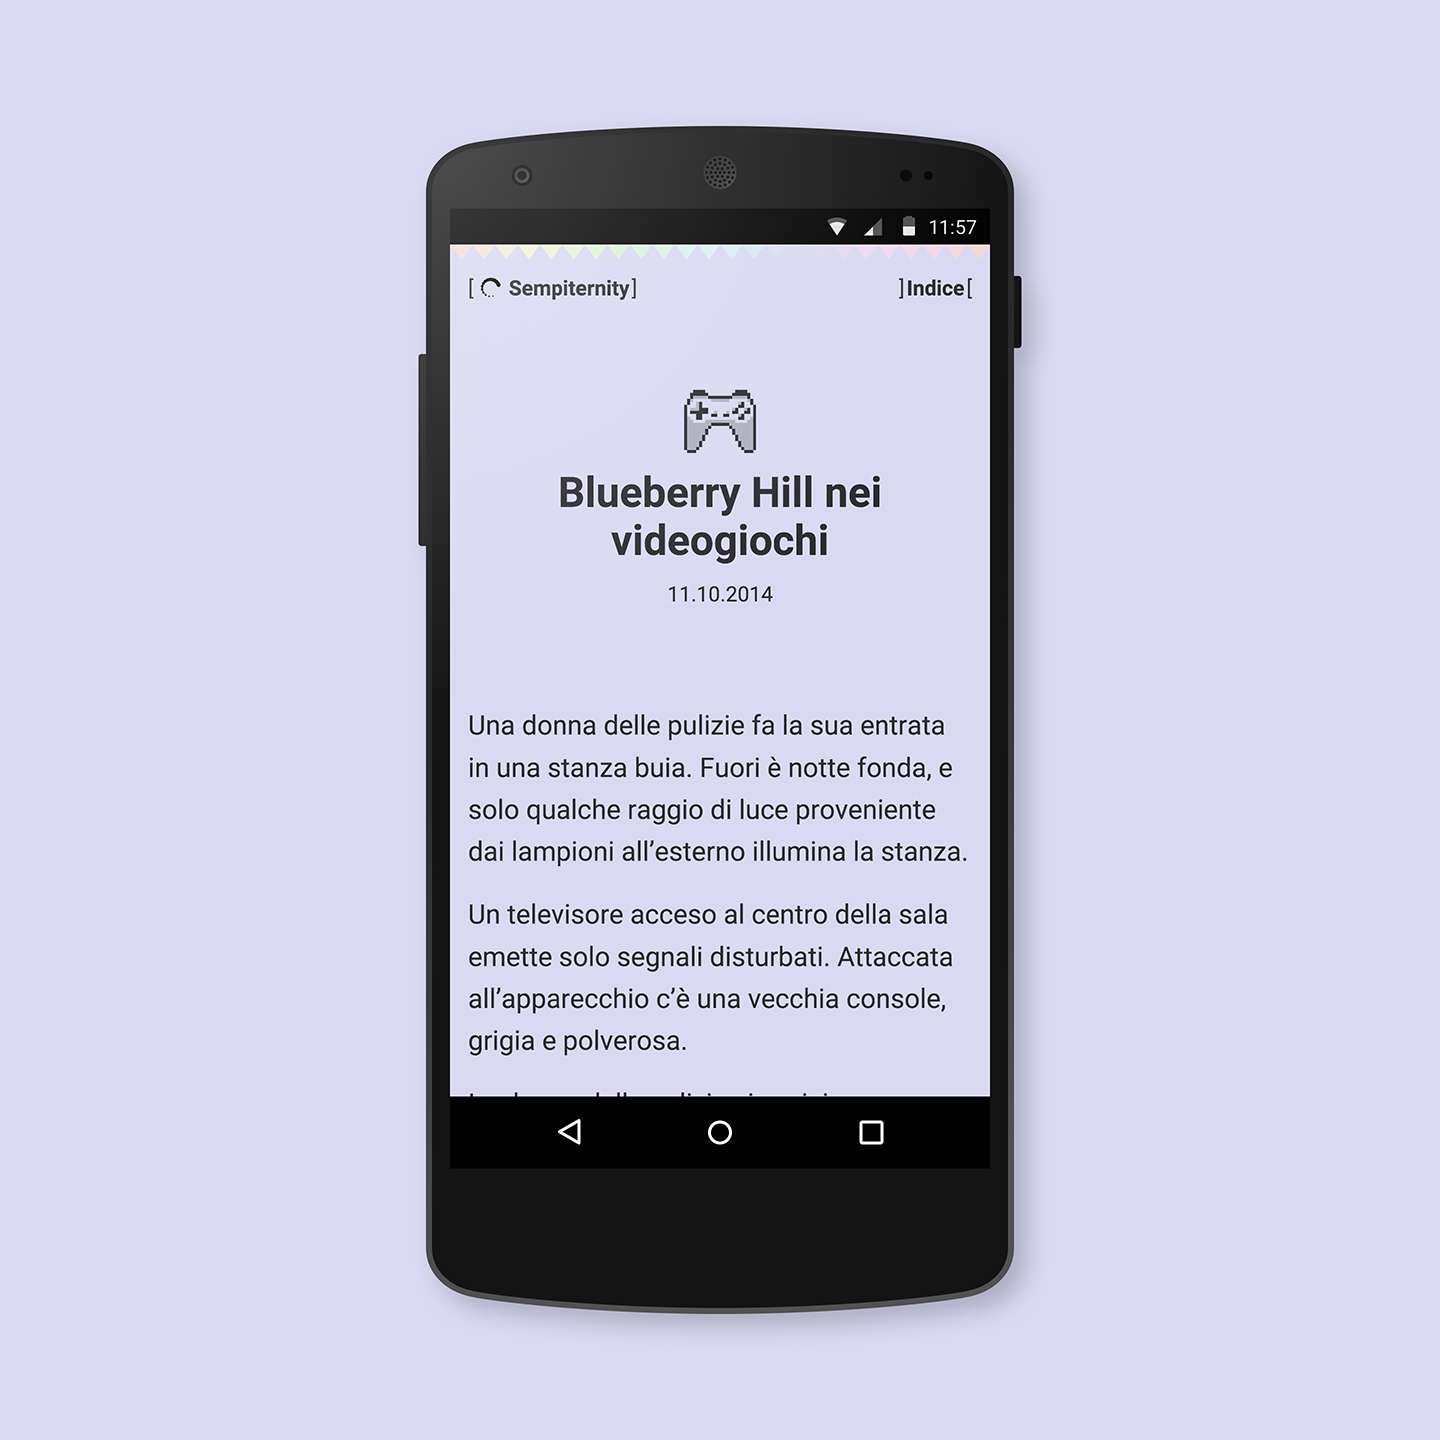 11:57
[ Sempiternity]
]Indice[
Blueberry Hill nei
videogiochi
11.10.2014
Una donna delle pulizie fa la sua entrata
in una stanza buia. Fuori è notte fonda, e
solo qualche raggio di luce proveniente
dai lampioni all’esterno illumina la stanza.
Un televisore acceso al centro della sala
emette solo segnali disturbati. Attaccata
all’apparecchio c’è una vecchia console,
grigia e polverosa.